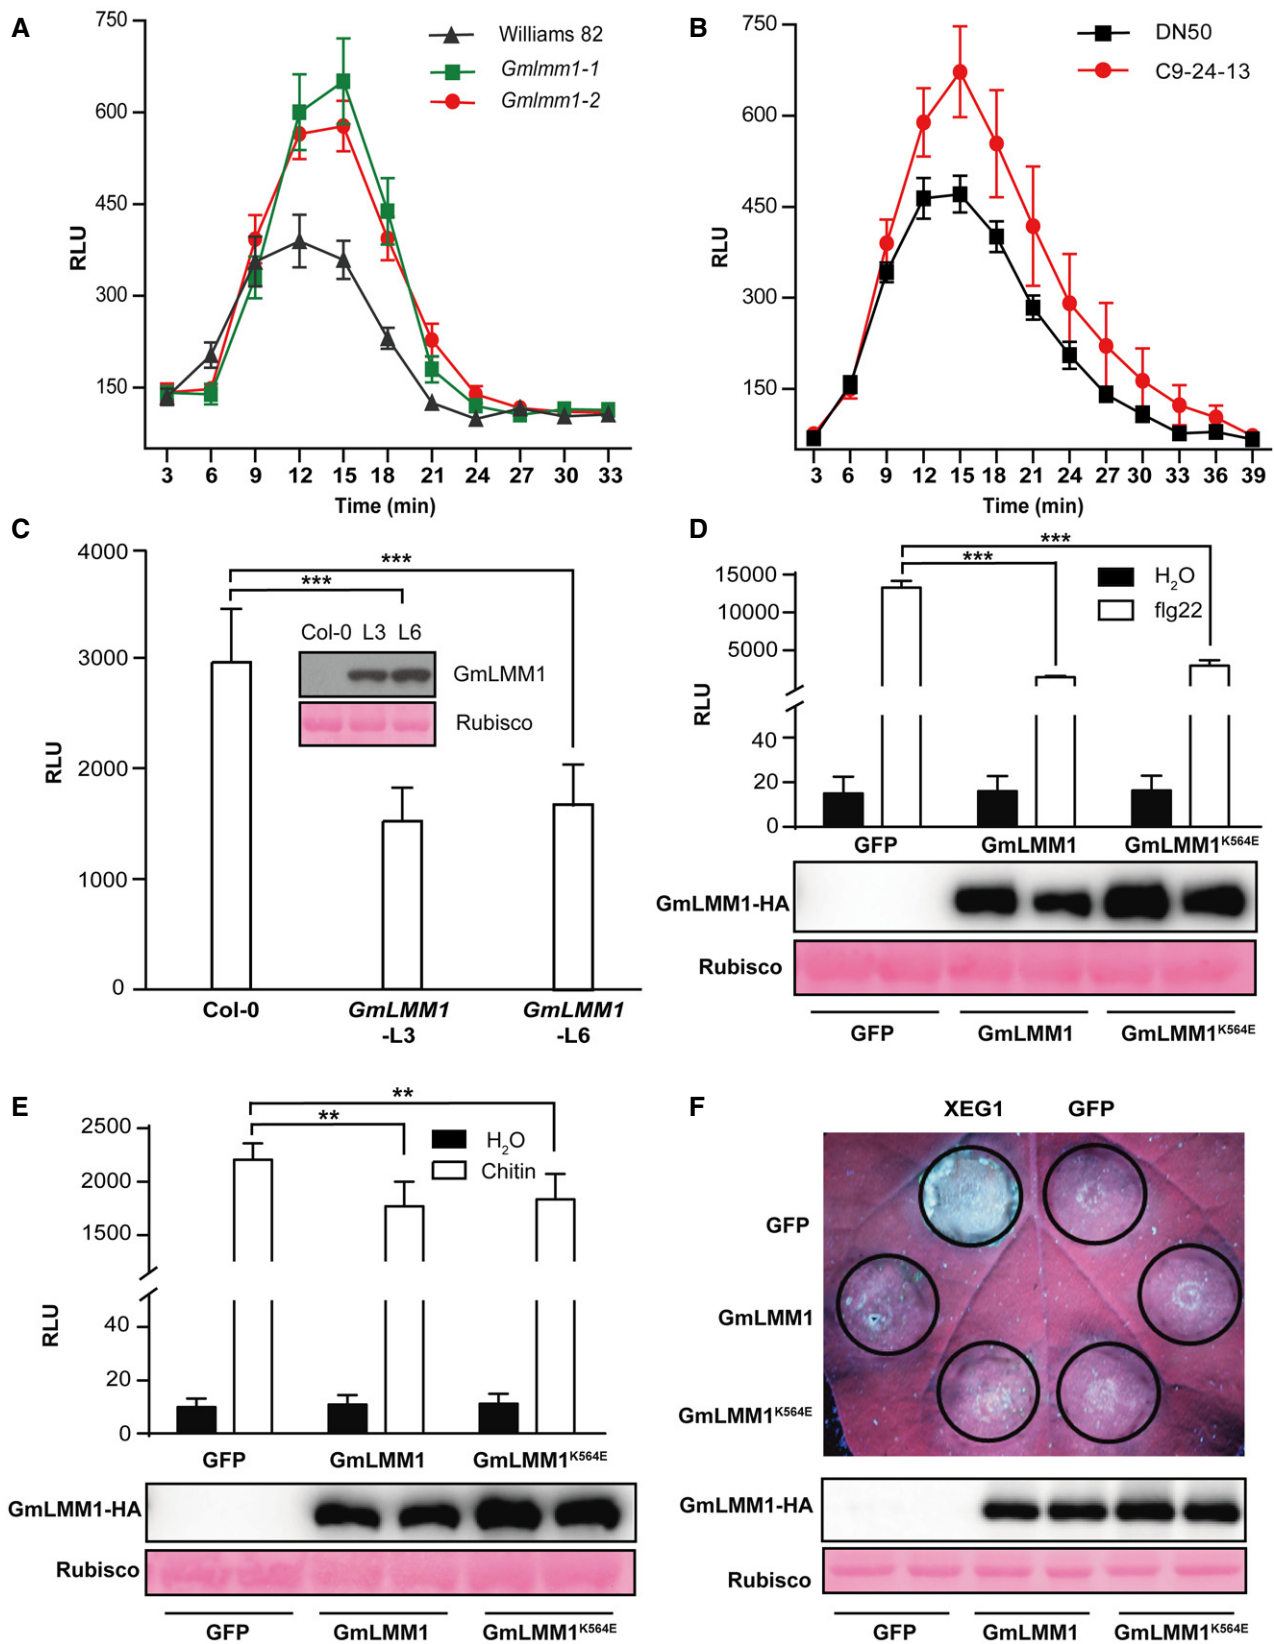 A
RLU
750
600
450
300
150
Williams 82
Gmlmm1-1
Gmlmm1-2
3 6 9 12 15 18 21 24 27 30 33
Time (min)
B
RLU
750
600
450
300
150
DN50
C9-24-13
3 6 9 12 15 18 21 24 27 30 33 36 39
Time (min)
C
RLU
4000
3000
2000
1000
0
***
***
Col-0 L3 L6
GmLMM1
Rubisco
Col-0
GmLMM1
-L3
GmLMM1
-L6
D
RLU
15000
10000
5000
40
20
0
***
***
H₂O
flg22
GFP GmLMM1 GmLMM1ᴷ⁵⁶⁴ᴱ
GmLMM1-HA
Rubisco
GFP GmLMM1 GmLMM1ᴷ⁵⁶⁴ᴱ
E
RLU
2500
2000
1500
40
20
0
**
**
H₂O
Chitin
GFP GmLMM1 GmLMM1ᴷ⁵⁶⁴ᴱ
GmLMM1-HA
Rubisco
GFP GmLMM1 GmLMM1ᴷ⁵⁶⁴ᴱ
F
XEG1 GFP
GFP
GmLMM1
GmLMM1ᴷ⁵⁶⁴ᴱ
GmLMM1-HA
Rubisco
GFP GmLMM1 GmLMM1ᴷ⁵⁶⁴ᴱ